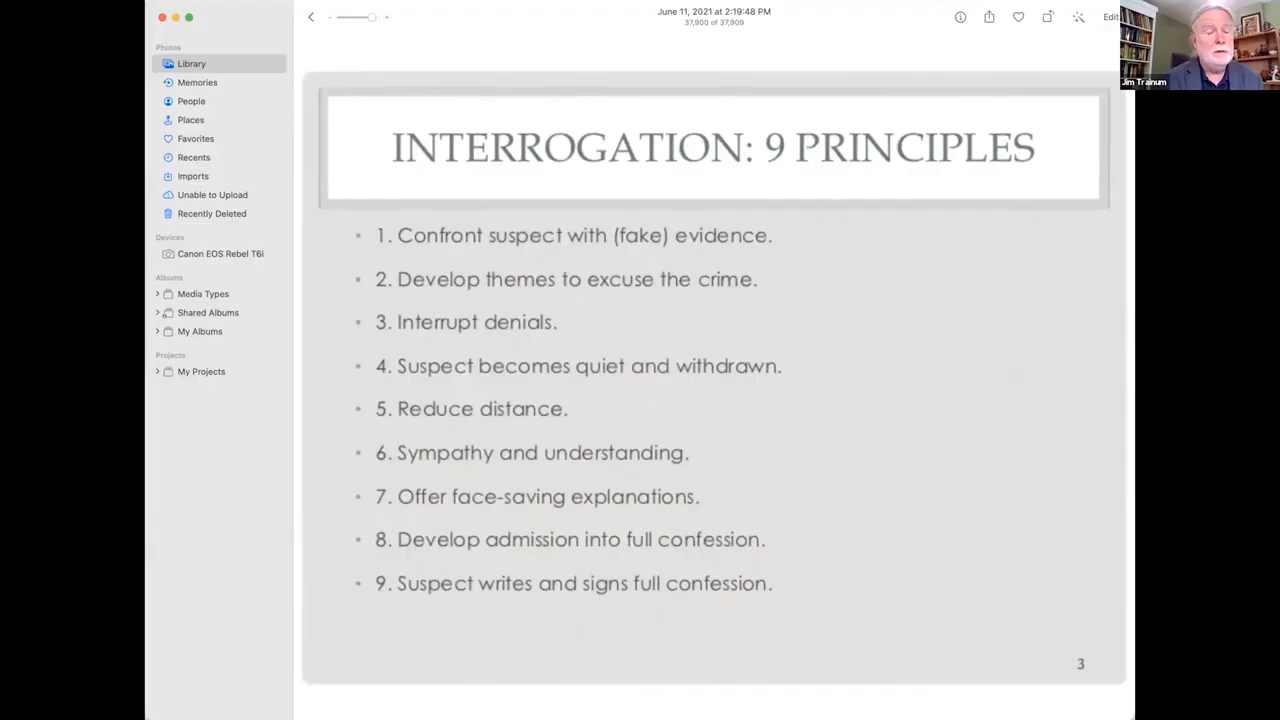 June 11, 2021 at 2:19:48 PM
37,900 of 37,909
Edit
Jim Trainum
Photos
Library
Memories
People
Places
Favorites
Recents
Imports
Unable to Upload
Recently Deleted
Devices
Canon EOS Rebel T6i
Albums
Media Types
Shared Albums
My Albums
Projects
My Projects
INTERROGATION: 9 PRINCIPLES
• 1. Confront suspect with (fake) evidence.
• 2. Develop themes to excuse the crime.
• 3. Interrupt denials.
• 4. Suspect becomes quiet and withdrawn.
• 5. Reduce distance.
• 6. Sympathy and understanding.
• 7. Offer face-saving explanations.
• 8. Develop admission into full confession.
• 9. Suspect writes and signs full confession.
3